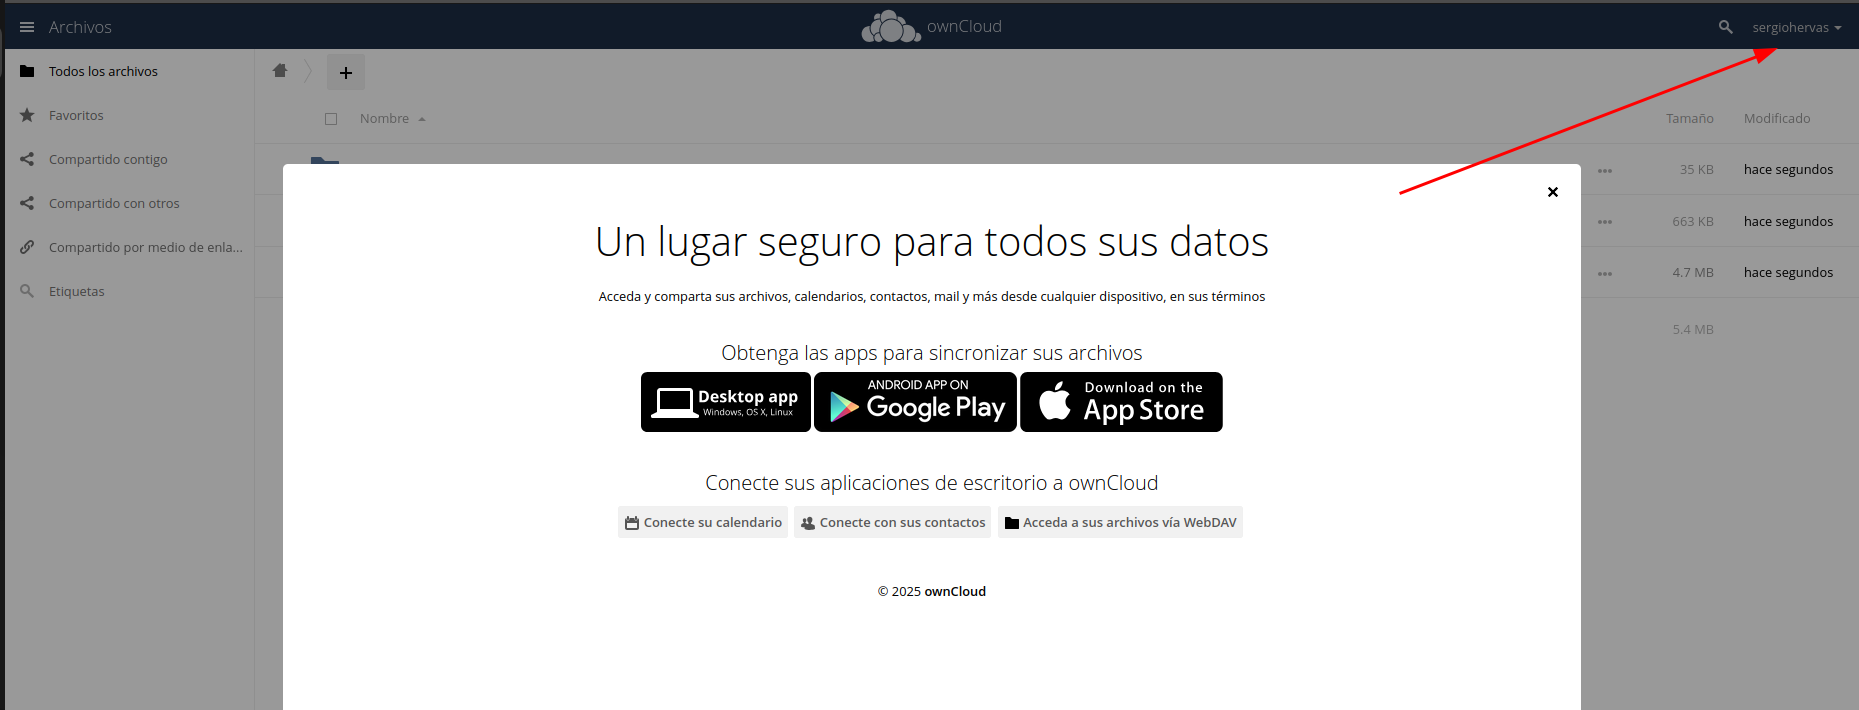 Archivos
ownCloud
sergiohervas
Todos los archivos
Favoritos
Compartido contigo
Compartido con otros
Compartido por medio de enla...
Etiquetas
+
Nombre
Tamaño
Modificado
35 KB
hace segundos
663 KB
hace segundos
4.7 MB
hace segundos
5.4 MB
Un lugar seguro para todos sus datos
Acceda y comparta sus archivos, calendarios, contactos, mail y más desde cualquier dispositivo, en sus términos
Obtenga las apps para sincronizar sus archivos
Desktop app
Windows, OS X, Linux
ANDROID APP ON
Google Play
Download on the
App Store
Conecte sus aplicaciones de escritorio a ownCloud
Conecte su calendario
Conecte con sus contactos
Acceda a sus archivos vía WebDAV
© 2025 ownCloud